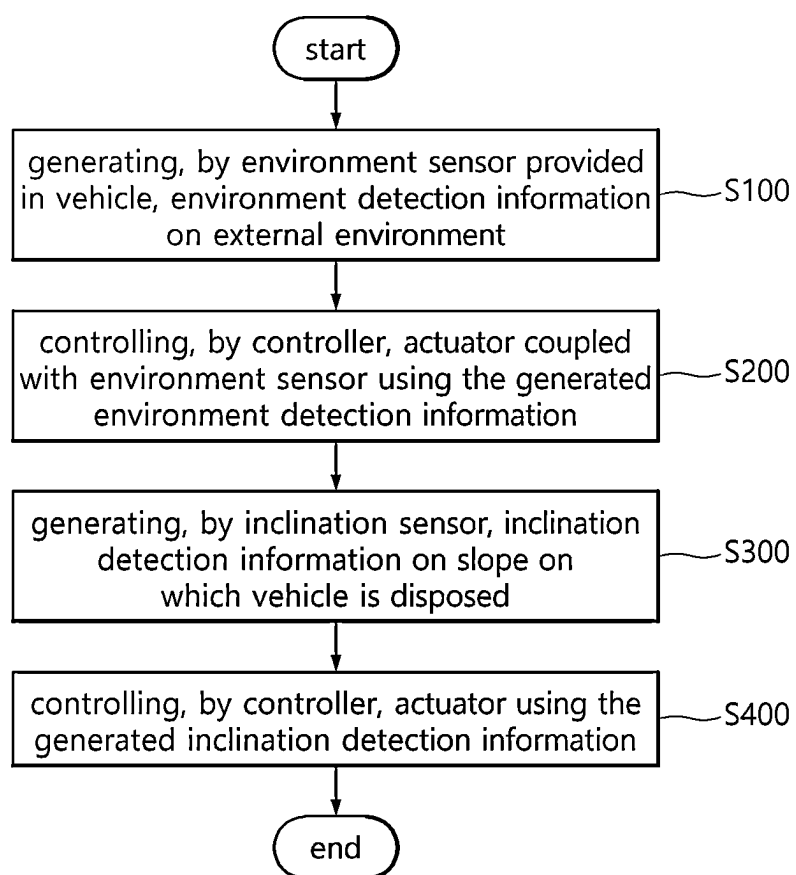 start
generating, by environment sensor provided
in vehicle, environment detection information
on external environment
S100
controlling, by controller, actuator coupled
with environment sensor using the generated
environment detection information
S200
generating, by inclination sensor, inclination
detection information on slope on
which vehicle is disposed
S300
controlling, by controller, actuator using the
generated inclination detection information
S400
end